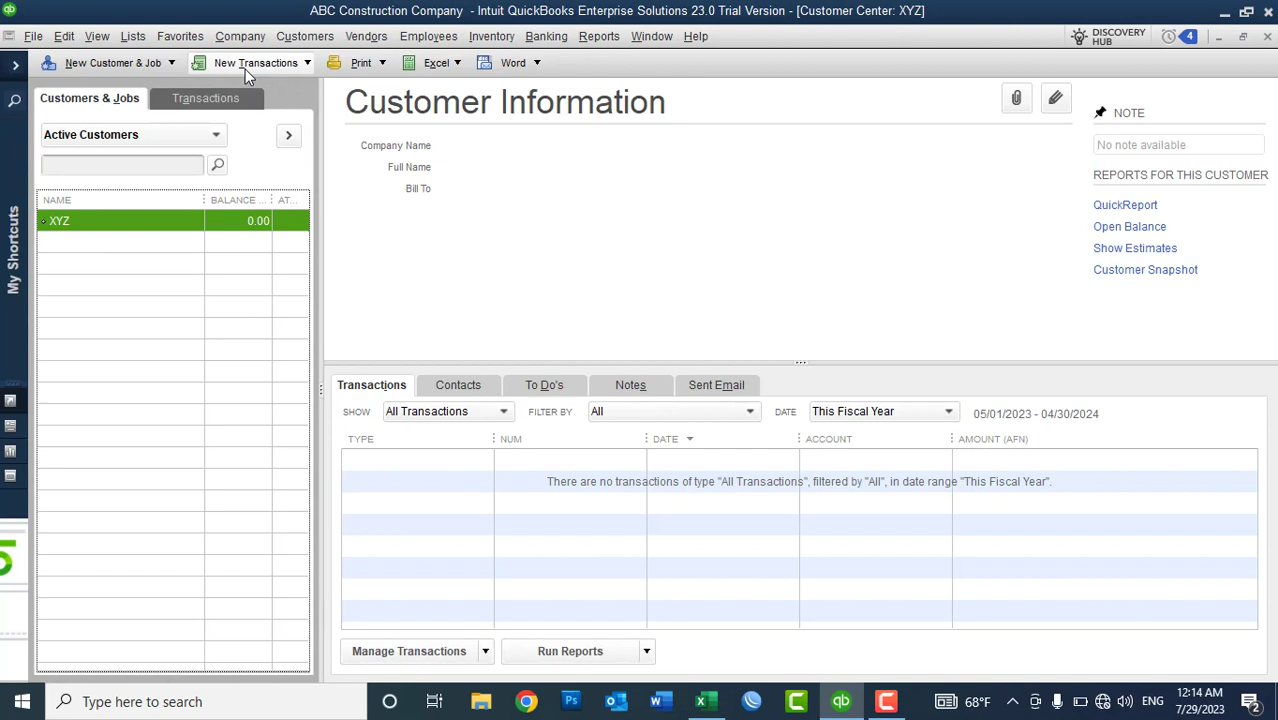 ABC Construction Company - Intuit QuickBooks Enterprise Solutions 23.0 Trial Version - [Customer Center: XYZ]
File Edit View Lists Favorites Company Customers Vendors Employees Inventory Banking Reports Window Help DISCOVERY HUB 4
New Customer & Job New Transactions Print Excel Word
Customers & Jobs Transactions
Active Customers
NAME BALANCE ... AT...
XYZ 0.00
My Shortcuts
Customer Information
Company Name
Full Name
Bill To
NOTE
No note available
REPORTS FOR THIS CUSTOMER
QuickReport
Open Balance
Show Estimates
Customer Snapshot
Transactions Contacts To Do's Notes Sent Email
SHOW All Transactions FILTER BY All DATE This Fiscal Year 05/01/2023 - 04/30/2024
TYPE NUM DATE ACCOUNT AMOUNT (AFN)
There are no transactions of type "All Transactions", filtered by "All", in date range "This Fiscal Year".
Manage Transactions Run Reports
Type here to search
68°F ENG
12:14 AM
7/29/2023
2